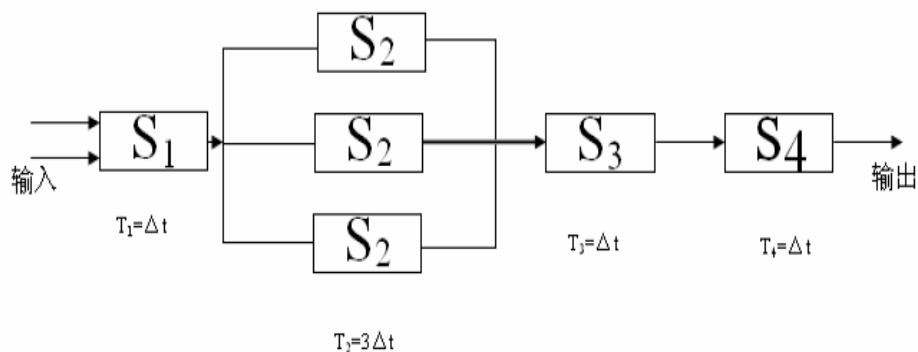 S₂
S₁
S₂
S₃
S₄
输入
输出
T₁=Δt
S₂
T₃=Δt
T₄=Δt
T₂=3Δt